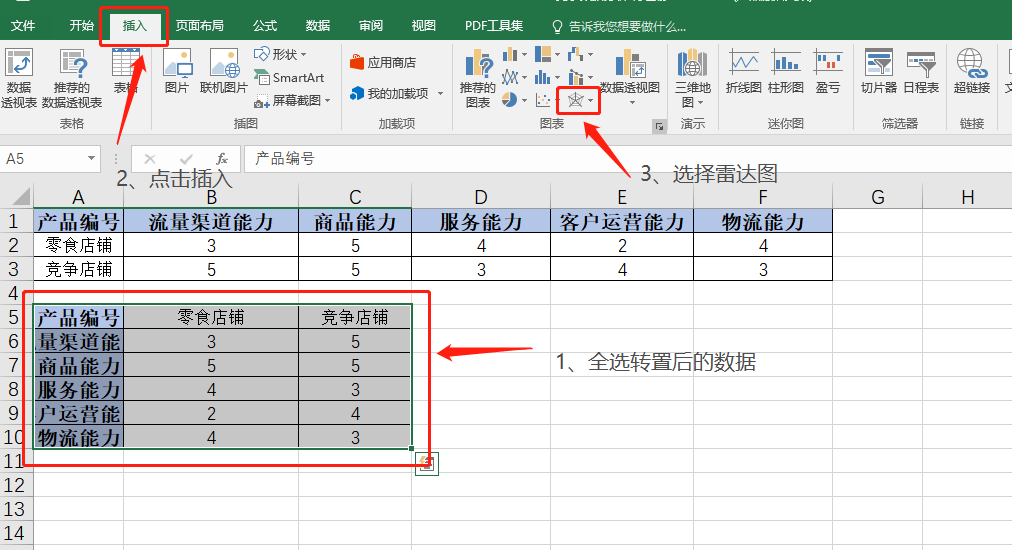 文件 开始 插入 页面布局 公式 数据 审阅 视图 PDF工具集 告诉我您想要做什么...
数据 透视表 推荐的 数据透视表 表格 图片 联机图片 形状 SmartArt 屏幕截图 应用商店 我的加载项 推荐的 图表 数据透视图 三维地 图 折线图 柱形图 盈亏 切片器 日程表 超链接
表格 插图 加载项 图表 演示 迷你图 筛选器 链接
A5 fx 产品编号
2、点击插入
3、选择雷达图
A B C D E F G H
1 产品编号 流量渠道能力 商品能力 服务能力 客户运营能力 物流能力
2 零食店铺 3 5 4 2 4
3 竞争店铺 5 5 3 4 3
4
5 产品编号 零食店铺 竞争店铺
6 量渠道能 3 5
1、全选转置后的数据
7 商品能力 5 5
8 服务能力 4 3
9 户运营能 2 4
10 物流能力 4 3
11
12
13
14